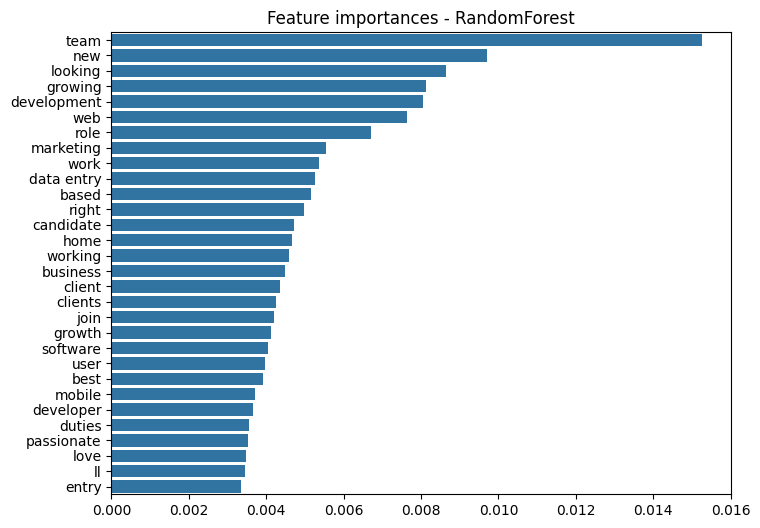 Feature importances - RandomForest
team
new
looking
growing
development
web
role
marketing
work
data entry
based
right
candidate
home
working
business
client
clients
join
growth
software
user
best
mobile
developer
duties
passionate
love
ll
entry
0.000 0.002 0.004 0.006 0.008 0.010 0.012 0.014 0.016